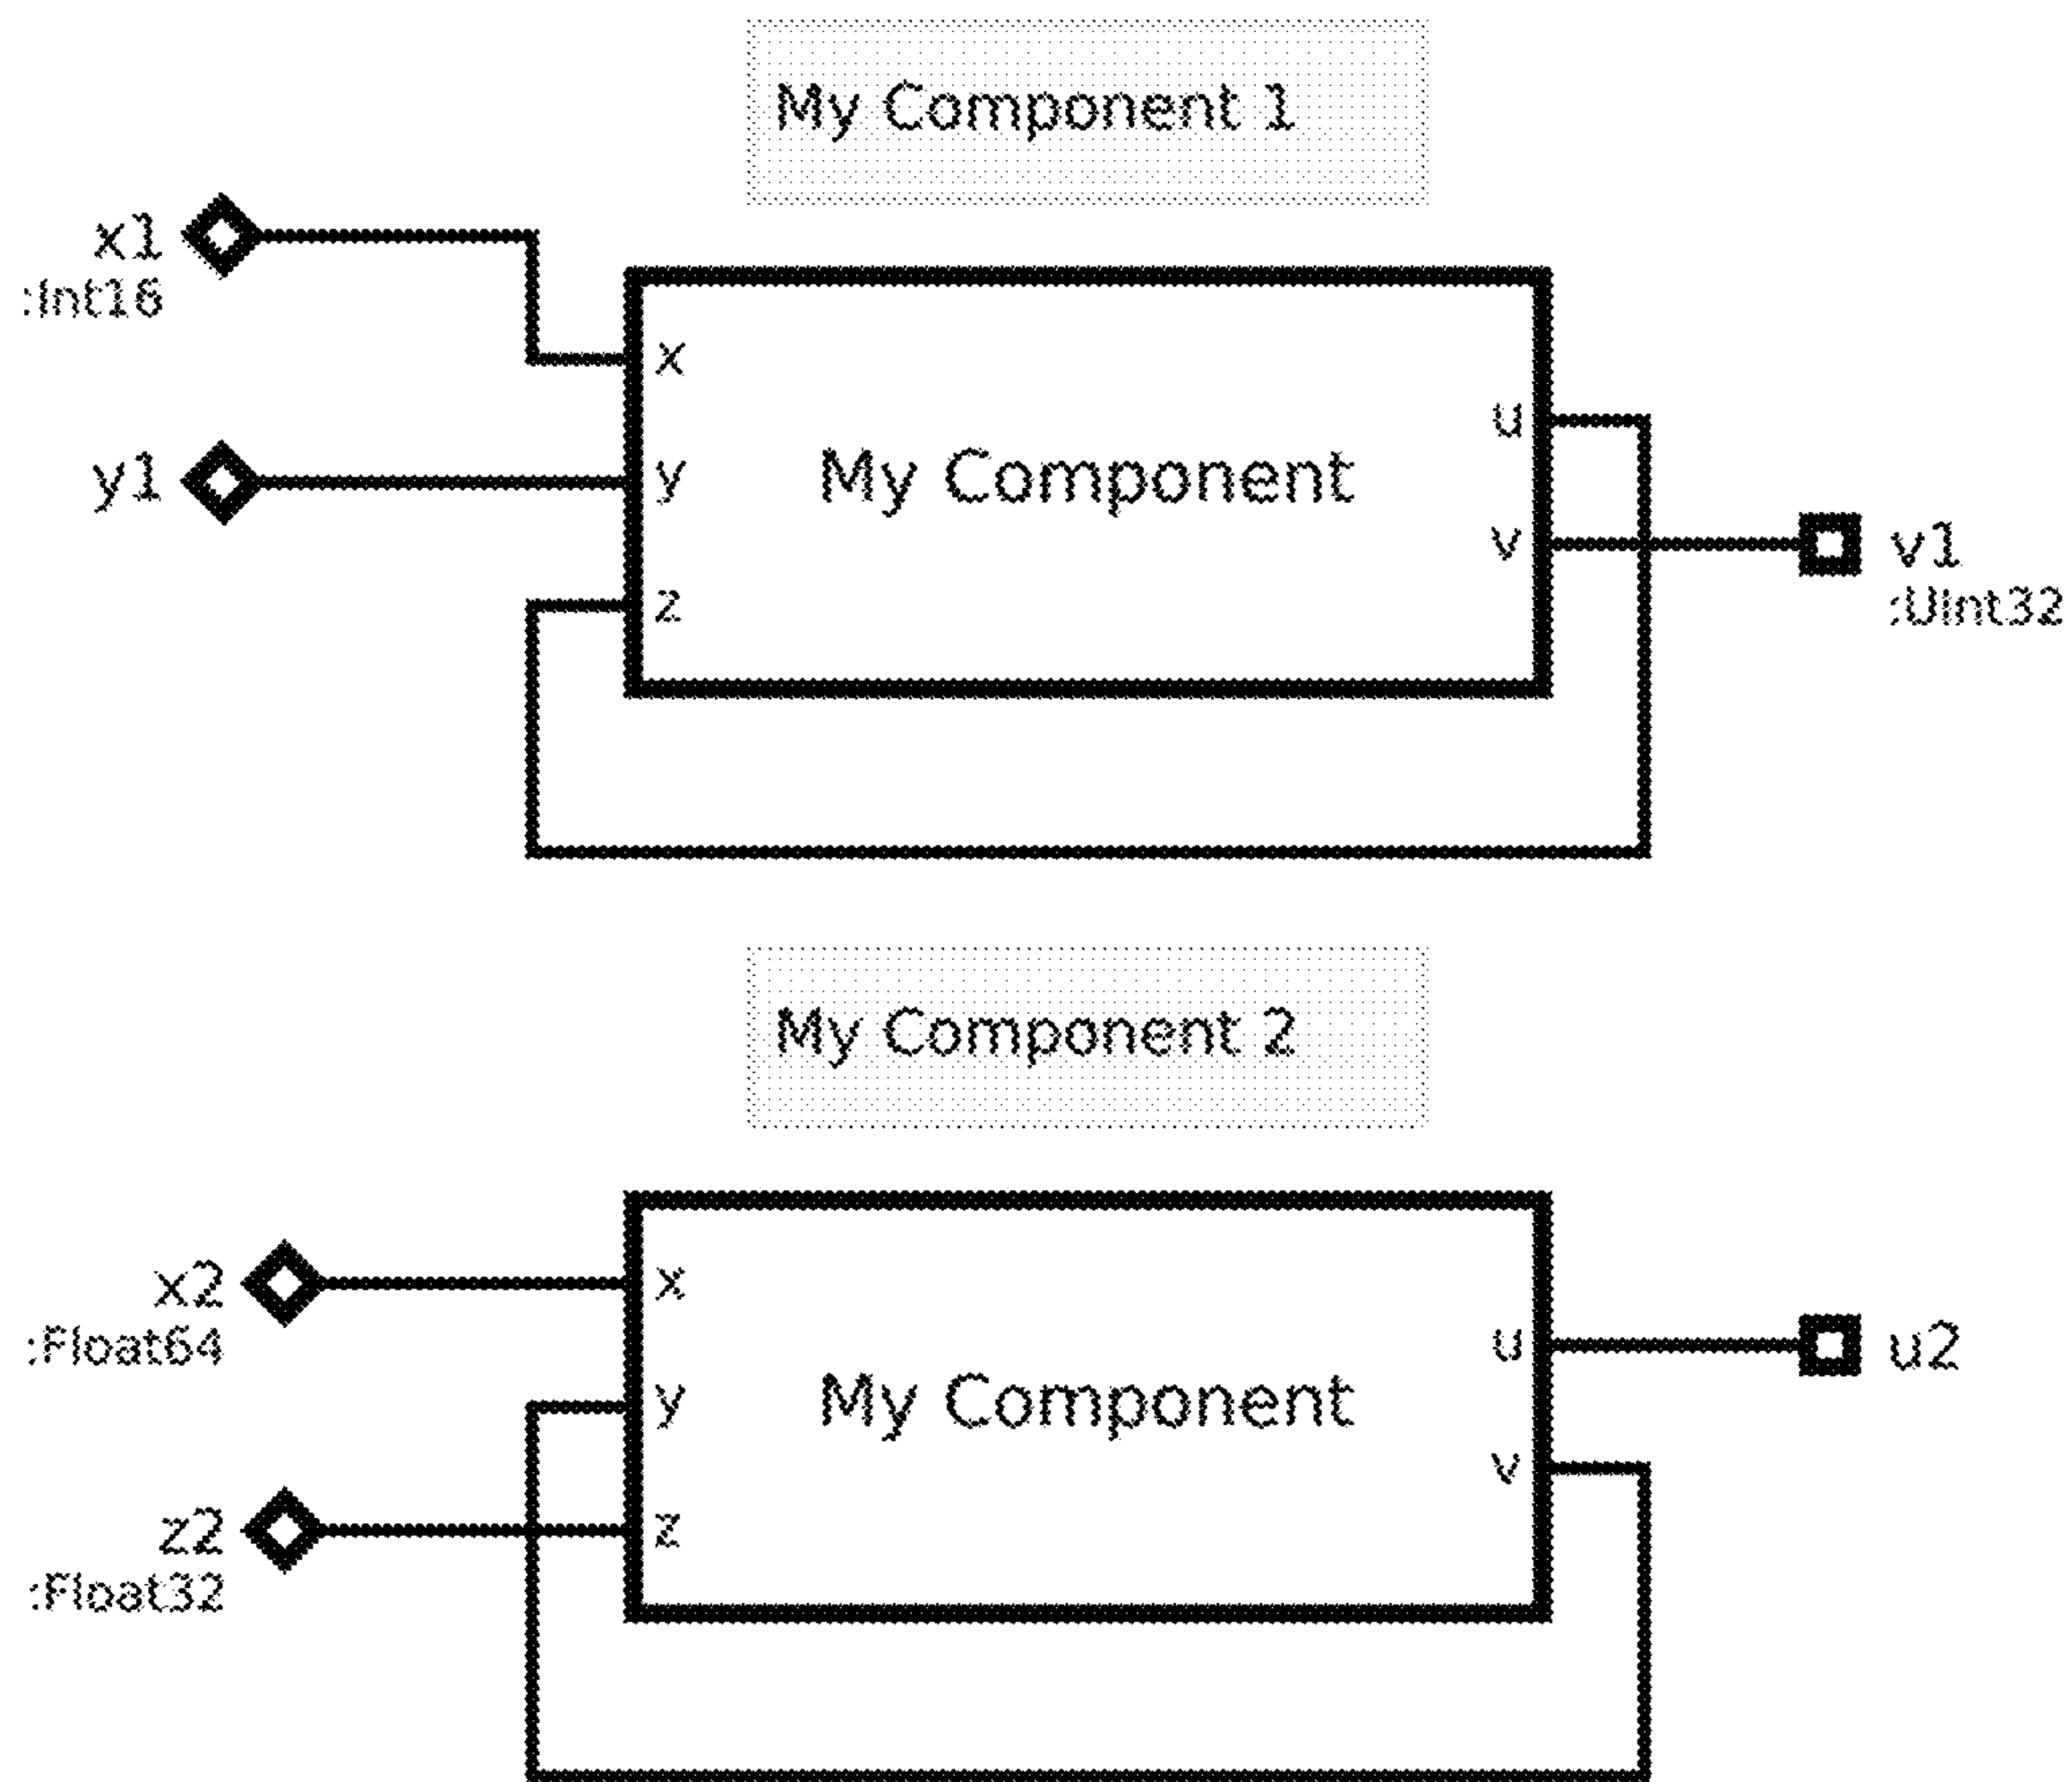 My Component 1
x1
:Int16
x
u
y1
y
My Component
v
v1
:UInt32
z
My Component 2
x2
:Float64
x
u
u2
y
My Component
v
z2
:Float32
z